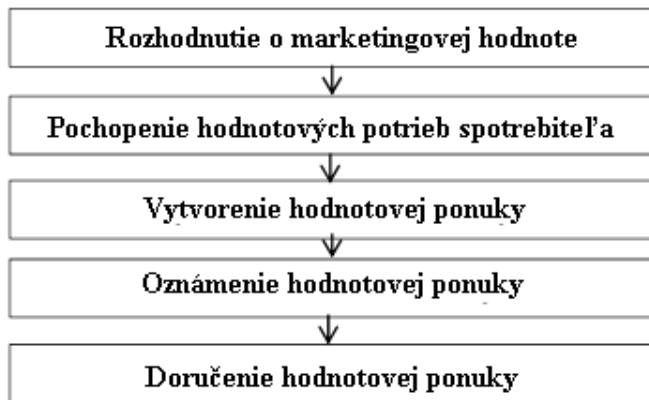 Rozhodnutie o marketingovej hodnote
Pochopenie hodnotových potrieb spotrebiteľa
Vytvorenie hodnotovej ponuky
Oznámenie hodnotovej ponuky
Doručenie hodnotovej ponuky